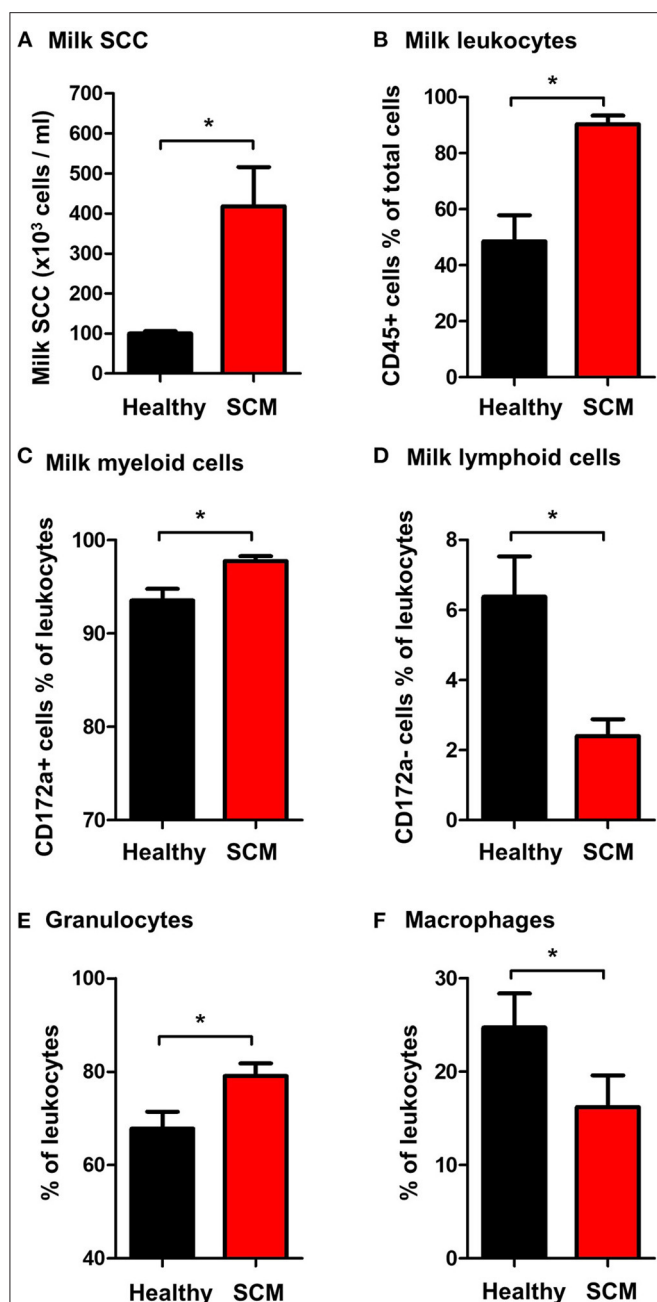 A Milk SCC
Milk SCC (x10³ cells / ml)
700
600
500
400
300
200
100
0
*
Healthy SCM
B Milk leukocytes
CD45+ cells % of total cells
100
80
60
40
20
0
*
Healthy SCM
C Milk myeloid cells
CD172a+ cells % of leukocytes
100
90
80
70
*
Healthy SCM
D Milk lymphoid cells
CD172a- cells % of leukocytes
8
6
4
2
0
*
Healthy SCM
E Granulocytes
% of leukocytes
100
80
60
40
*
Healthy SCM
F Macrophages
% of leukocytes
30
20
10
0
*
Healthy SCM